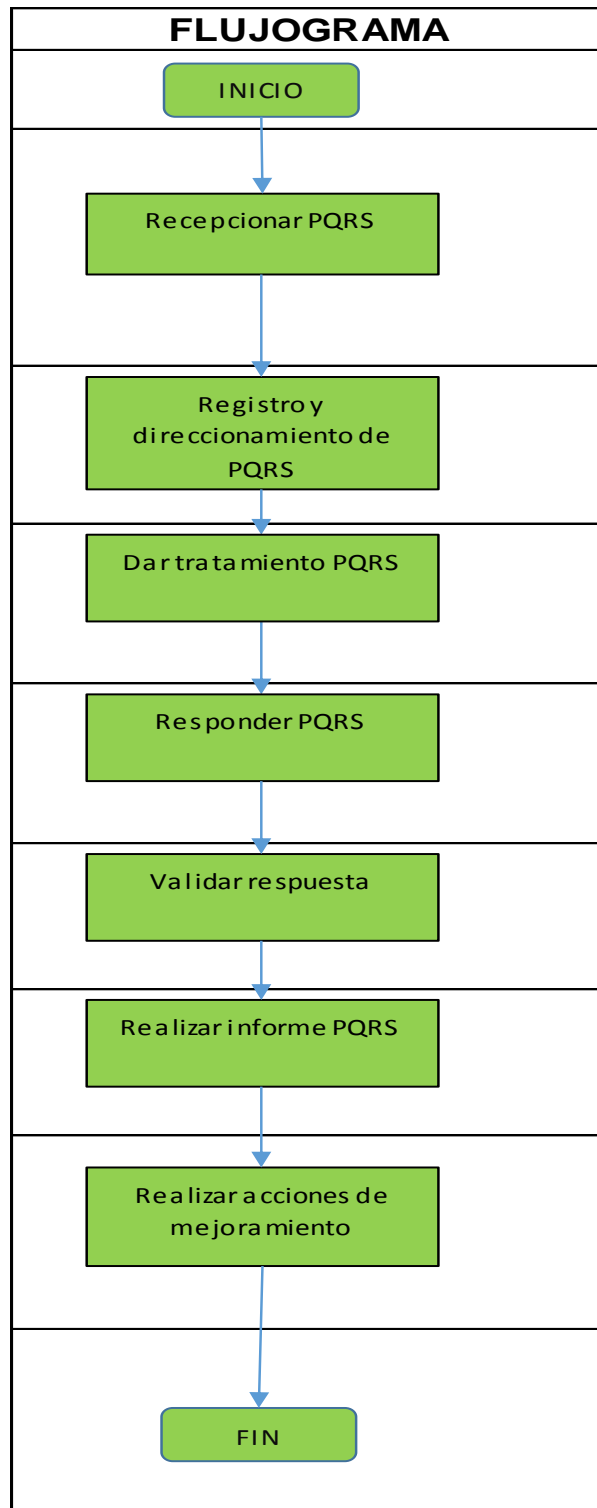 FLUJOGRAMA
INICIO
Recepcionar PQRS
Registro y
direccionamiento de
PQRS
Dar tratamiento PQRS
Responder PQRS
Validar respuesta
Realizar informe PQRS
Realizar acciones de
mejoramiento
FIN